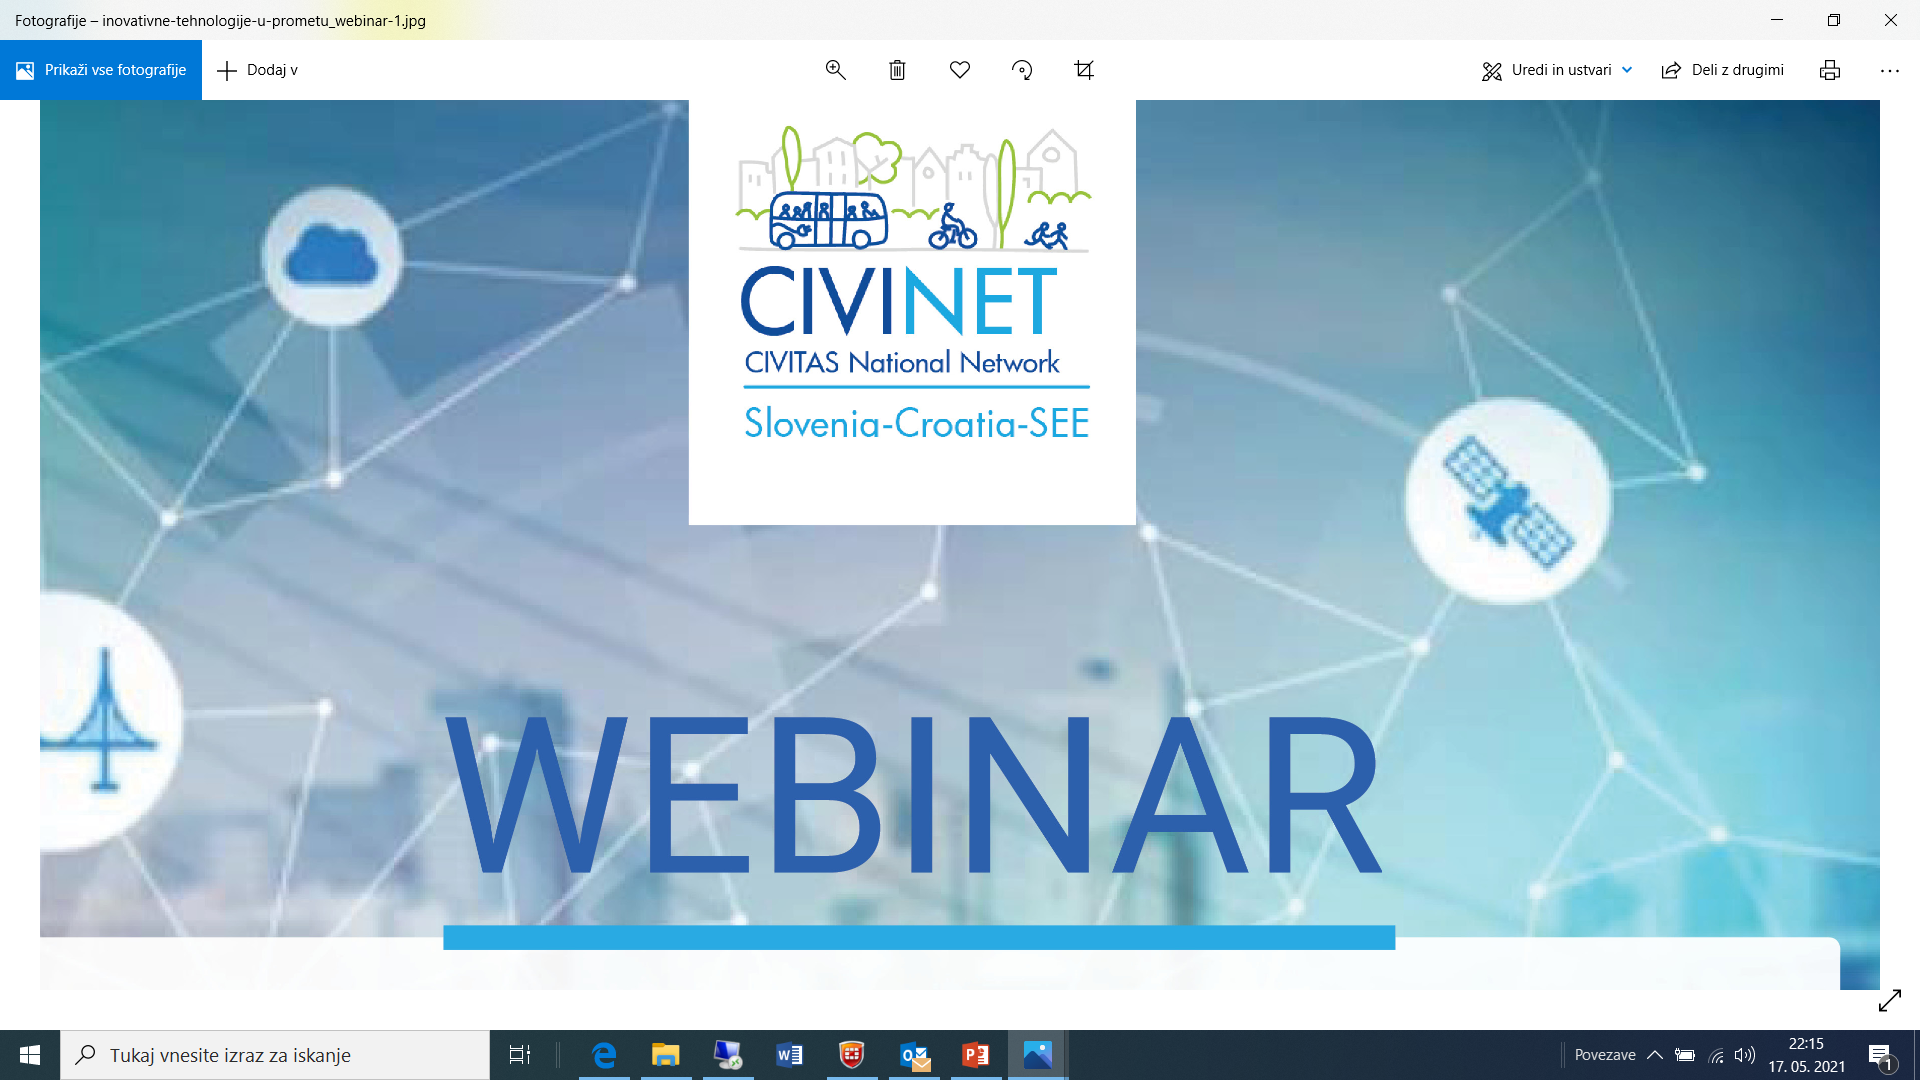 Fotografije – inovativne-tehnologije-u-prometu_webinar-1.jpg
Prikaži vse fotografije
Dodaj v
Uredi in ustvari
Deli z drugimi
CIVINET
CIVITAS National Network
Slovenia-Croatia-SEE
WEBINAR
Tukaj vnesite izraz za iskanje
Povezave
22:15
17. 05. 2021
1